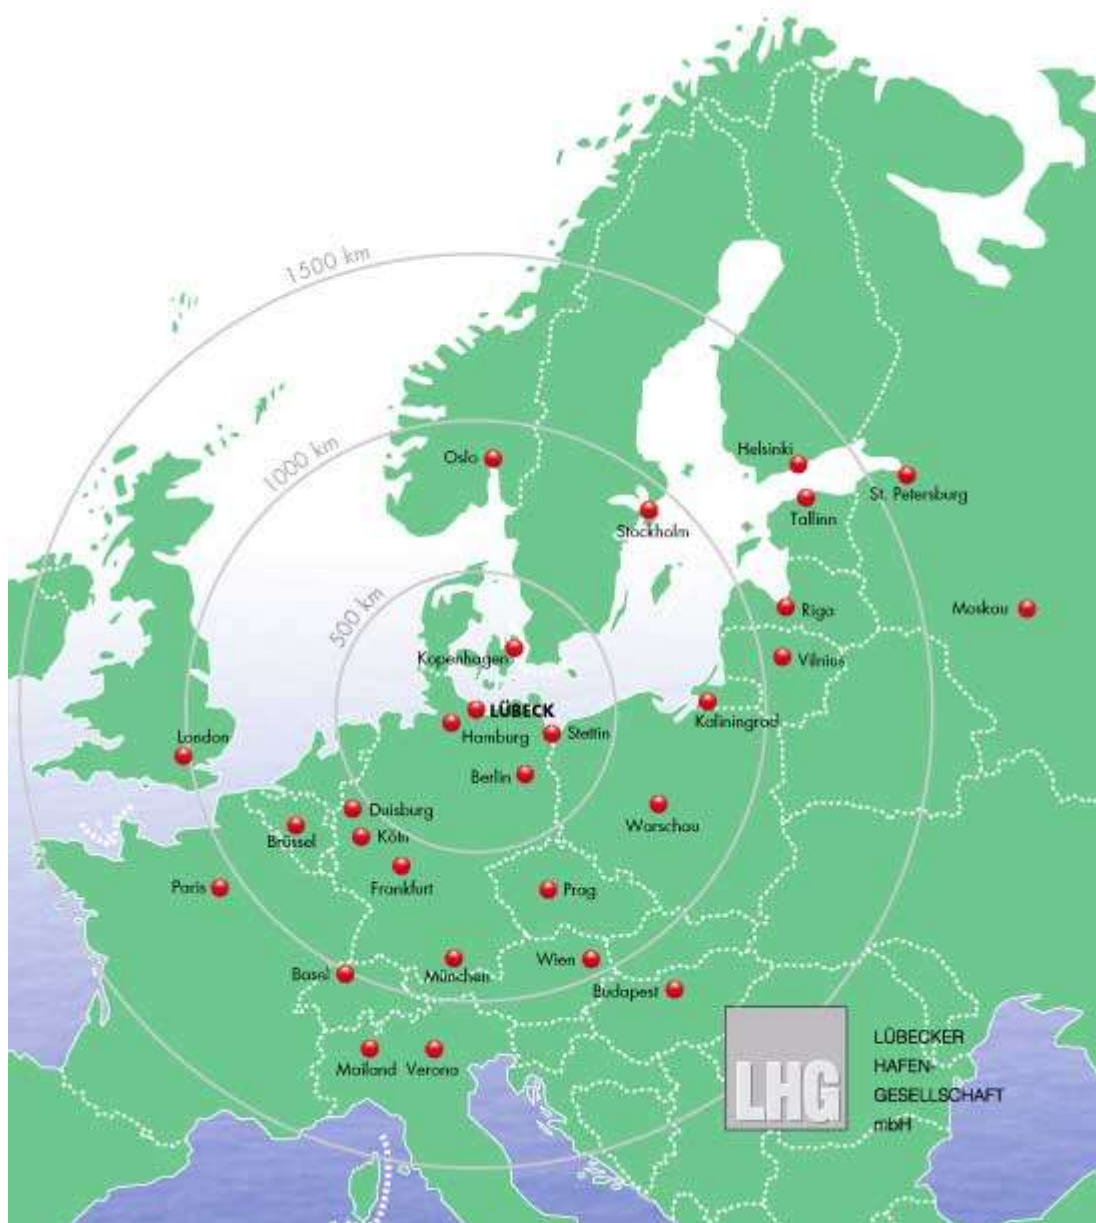 1500 km
1000 km
Oslo
Helsinki
St. Petersburg
Tallinn
Stockholm
500 km
Riga
Moskau
Kopenhagen
Vilnius
LÜBECK
Kaliningrad
Hamburg
Stettin
London
Berlin
Duisburg
Warschau
Brüssel
Köln
Paris
Frankfurt
Prag
Basel
München
Wien
Budapest
Mailand
Verona
LHG
LÜBECKER
HAFEN-
GESELLSCHAFT
mbH